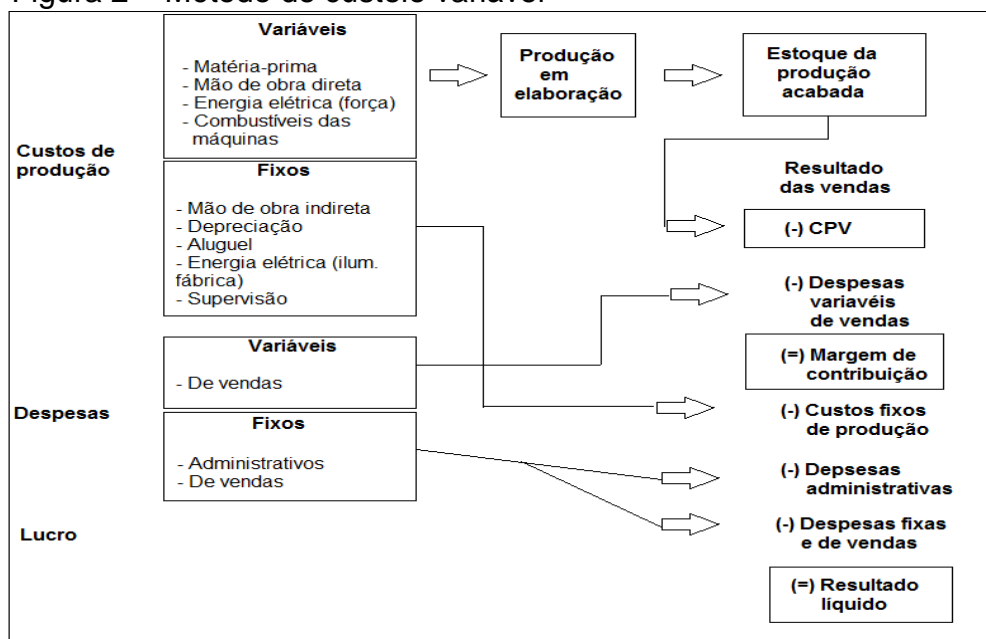 Figura 2 – Método de custeio variável
Variáveis
- Matéria-prima
- Mão de obra direta
- Energia elétrica (força)
- Combustíveis das
máquinas
Produção
em
elaboração
Estoque da
produção
acabada
Custos de
produção
Fixos
- Mão de obra indireta
- Depreciação
- Aluguel
- Energia elétrica (ilum.
fábrica)
- Supervisão
Resultado
das vendas
(-) CPV
(-) Despesas
variavéis
de vendas
Variáveis
- De vendas
(=) Margem de
contribuição
Despesas
Fixos
- Administrativos
- De vendas
(-) Custos fixos
de produção
(-) Depsesas
administrativas
Lucro
(-) Despesas fixas
e de vendas
(=) Resultado
líquido